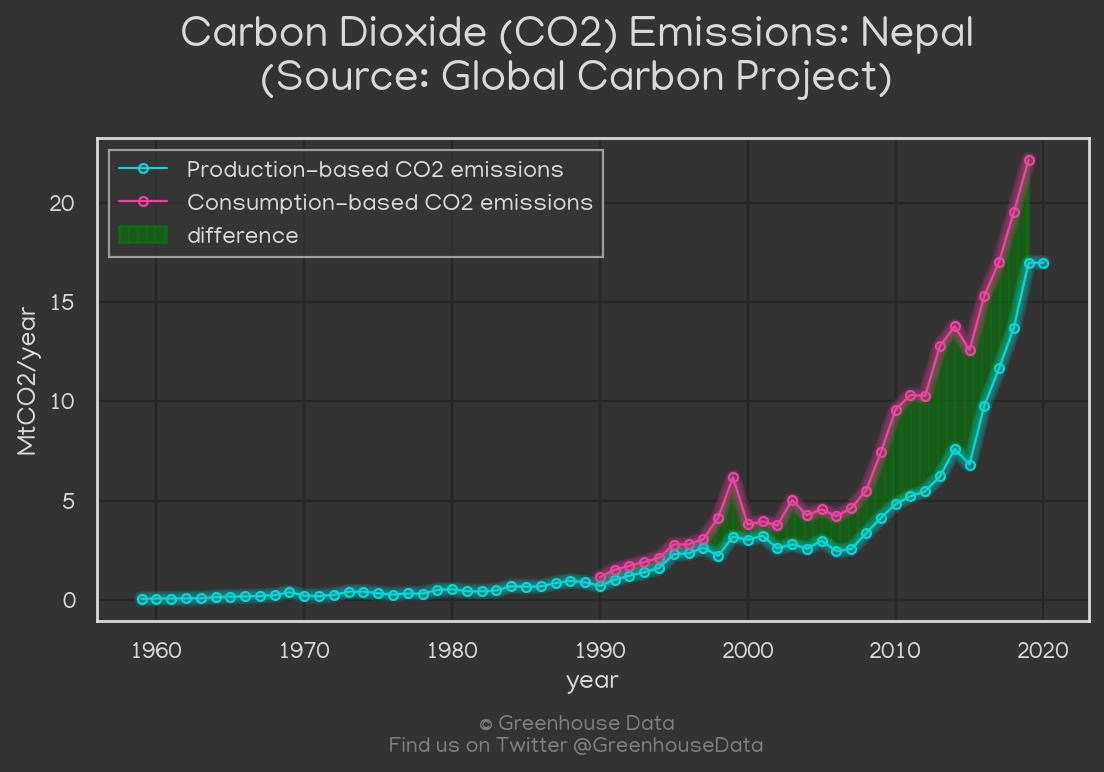 Carbon Dioxide (CO2) Emissions: Nepal
(Source: Global Carbon Project)
Production-based CO2 emissions
Consumption-based CO2 emissions
difference
MtCO2/year
20
15
10
5
0
1960 1970 1980 1990 2000 2010 2020
year
© Greenhouse Data
Find us on Twitter @GreenhouseData